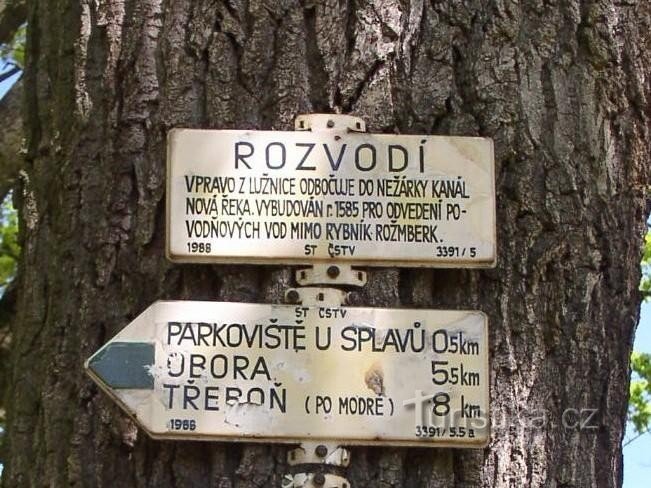 ROZVODÍ
VPRAVO Z LUŽNICE ODBOČUJE DO NEŽÁRKY KANÁL
NOVÁ ŘEKA. VYBUDOVÁN r. 1585 PRO ODVEDENÍ PO-
VODŇOVÝCH VOD MIMO RYBNÍK ROŽMBERK.
1988 ST ČSTV 3391/5
ST ČSTV
PARKOVIŠTĚ U SPLAVŮ 0.5 km
OBORA 5.5 km
TŘEBOŇ (PO MODRÉ) 8 km
1988 3391/5.5a
turistika.cz